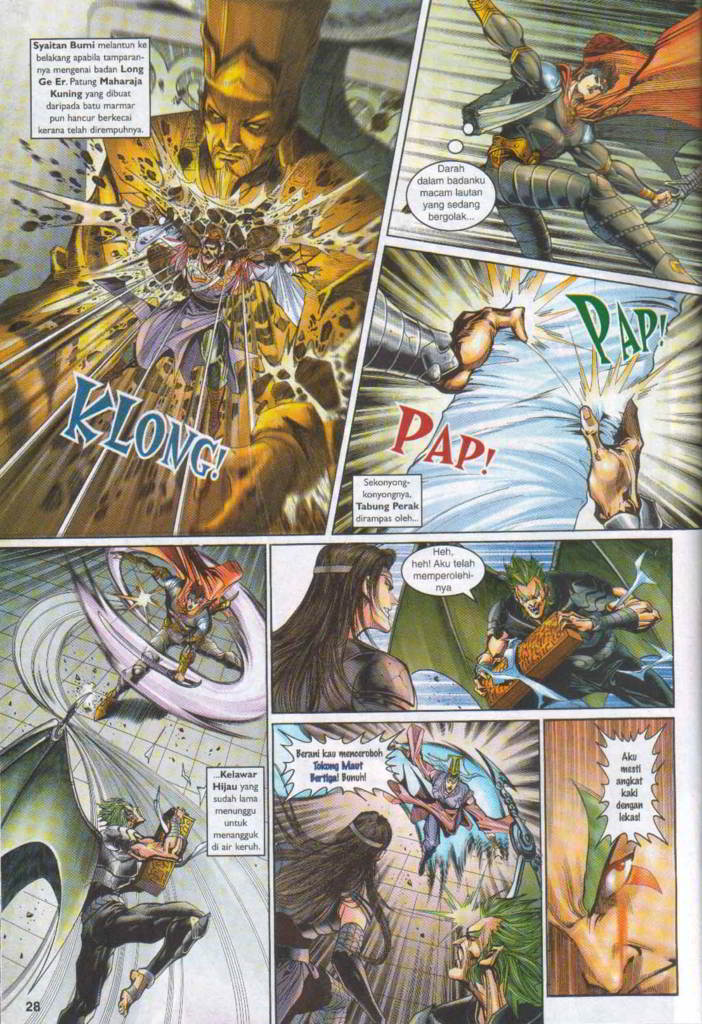 Syaitan Bumi melantun ke
belakang apabila tamparan-
nya mengenai badan Long
Ge Er. Patung Maharaja
Kuning yang dibuat
daripada batu marmar
pun hancur berkecai
kerana telah dirempuhnya.
KLONG!
Darah
dalam badanku
macam lautan
yang sedang
bergolak...
PAP!
PAP!
Sekonyong-
konyongnya,
Tabung Perak
dirampas oleh...
...Kelawar
Hijau yang
sudah lama
menunggu
untuk
menangguk
di air keruh.
Heh,
heh! Aku telah
memperolehi-
nya
Berani kau menceroboh
Tokong Maut
Bertiga! Bunuh!
Aku
mesti
angkat
kaki
dengan
lekas!
28